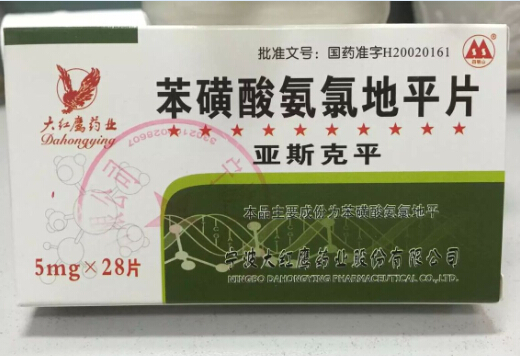 批准文号：国药准字H20020161
大红鹰药业
Dahongying
苯磺酸氨氯地平片
亚斯克平
本品主要成份为苯磺酸氨氯地平
宁波大红鹰药业股份有限公司
NINGBO DAHONGYING PHARMACEUTICAL CO.,LTD.
5mg×28片